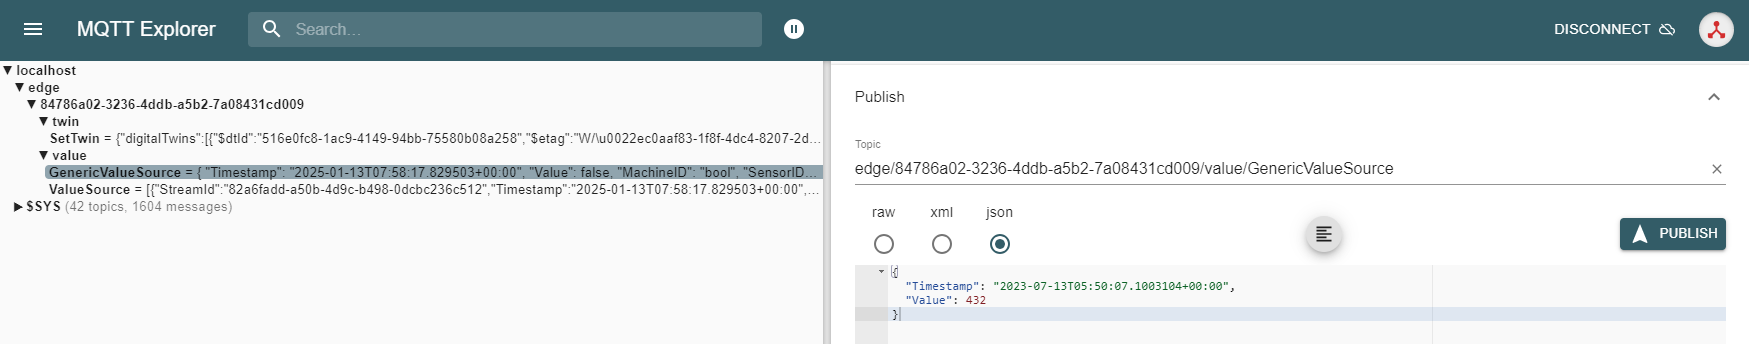 MQTT Explorer
Search...
DISCONNECT
localhost
edge
84786a02-3236-4ddb-a5b2-7a08431cd009
twin
SetTwin = {"digitalTwins":[{"$dtId":"516e0fc8-1ac9-4149-94bb-75580b08a258","$etag":"W/\u0022ec0aaf83-1f8f-4dc4-8207-2d...
value
GenericValueSource = { "Timestamp": "2025-01-13T07:58:17.829503+00:00", "Value": false, "MachineID": "bool", "SensorID...
ValueSource = [{"StreamId":"82a6fadd-a50b-4d9c-b498-0dcbc236c512","Timestamp":"2025-01-13T07:58:17.829503+00:00",...
$SYS (42 topics, 1604 messages)
Publish
Topic
edge/84786a02-3236-4ddb-a5b2-7a08431cd009/value/GenericValueSource
raw xml json
PUBLISH
{
"Timestamp": "2023-07-13T05:50:07.1003104+00:00",
"Value": 432
}